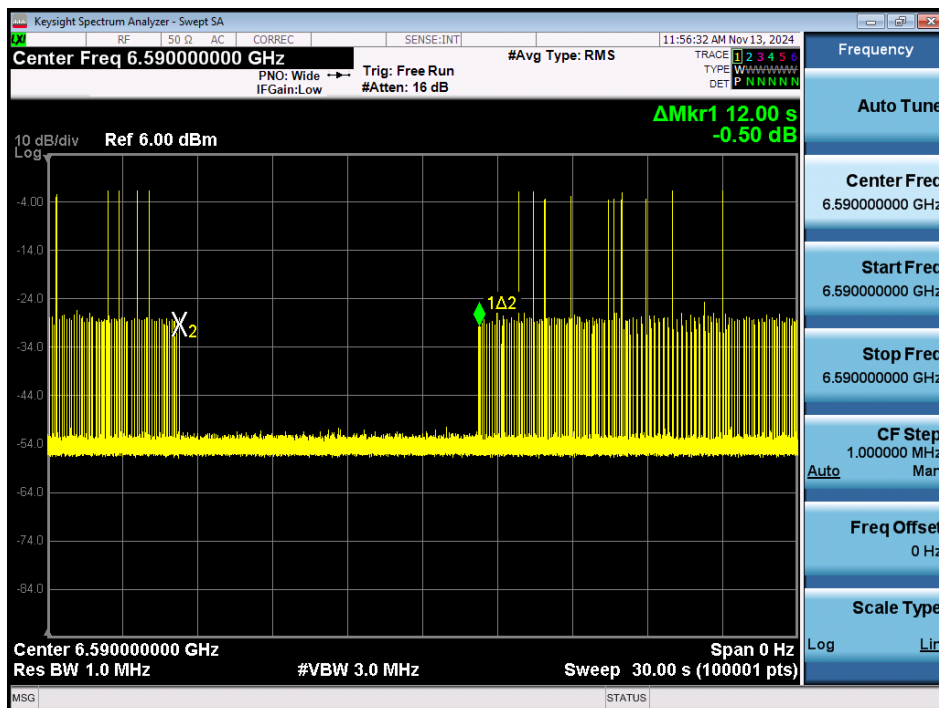 Keysight Spectrum Analyzer - Swept SA
LXI
RF
50 Ω AC
CORREC
SENSE:INT
11:56:32 AM Nov 13, 2024
Center Freq 6.590000000 GHz
PNO: Wide
IFGain:Low
Trig: Free Run
#Atten: 16 dB
#Avg Type: RMS
TRACE 1 2 3 4 5 6
TYPE WWWWWW
DET P N N N N N
ΔMkr1 12.00 s
-0.50 dB
10 dB/div
Log
Ref 6.00 dBm
-4.00
-14.0
-24.0
-34.0
-44.0
-54.0
-64.0
-74.0
-84.0
X2
1Δ2
Center 6.590000000 GHz
Span 0 Hz
Res BW 1.0 MHz
#VBW 3.0 MHz
Sweep 30.00 s (100001 pts)
MSG
STATUS
Frequency
Auto Tune
Center Freq
6.590000000 GHz
Start Freq
6.590000000 GHz
Stop Freq
6.590000000 GHz
CF Step
1.000000 MHz
Auto Man
Freq Offset
0 Hz
Scale Type
Log Lin